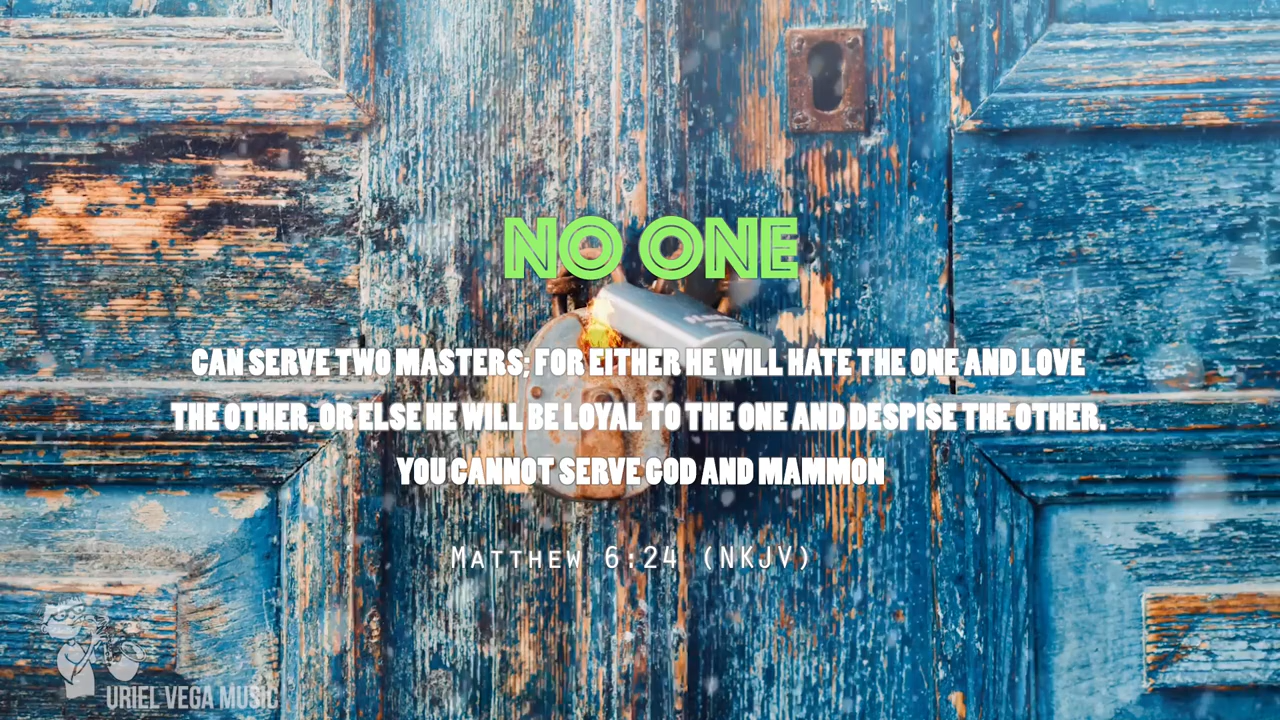 NO ONE
CAN SERVE TWO MASTERS; FOR EITHER HE WILL HATE THE ONE AND LOVE
THE OTHER, OR ELSE HE WILL BE LOYAL TO THE ONE AND DESPISE THE OTHER.
YOU CANNOT SERVE GOD AND MAMMON
MATTHEW 6:24 (NKJV)
URIEL VEGA MUSIC